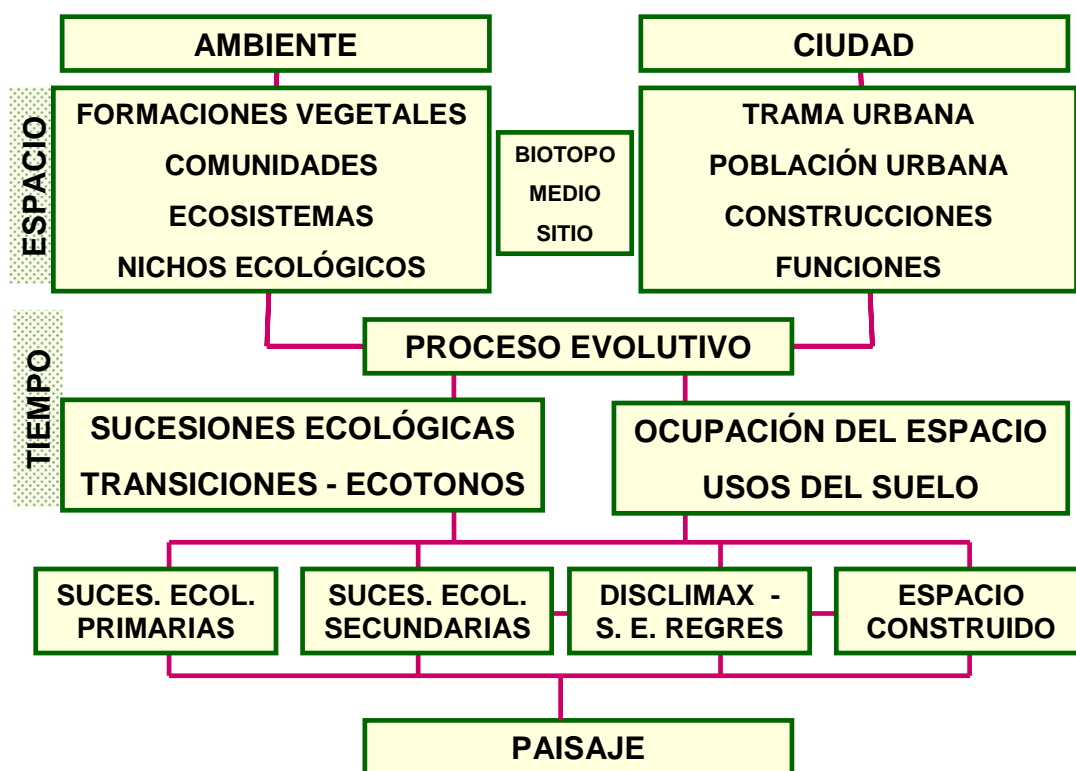 AMBIENTE
CIUDAD
ESPACIO
FORMACIONES VEGETALES
COMUNIDADES
ECOSISTEMAS
NICHOS ECOLÓGICOS
BIOTOPO
MEDIO
SITIO
TRAMA URBANA
POBLACIÓN URBANA
CONSTRUCCIONES
FUNCIONES
TIEMPO
PROCESO EVOLUTIVO
SUCESIONES ECOLÓGICAS
TRANSICIONES - ECOTONOS
OCUPACIÓN DEL ESPACIO
USOS DEL SUELO
SUCES. ECOL.
PRIMARIAS
SUCES. ECOL.
SECUNDARIAS
DISCLIMAX -
S. E. REGRES
ESPACIO
CONSTRUIDO
PAISAJE